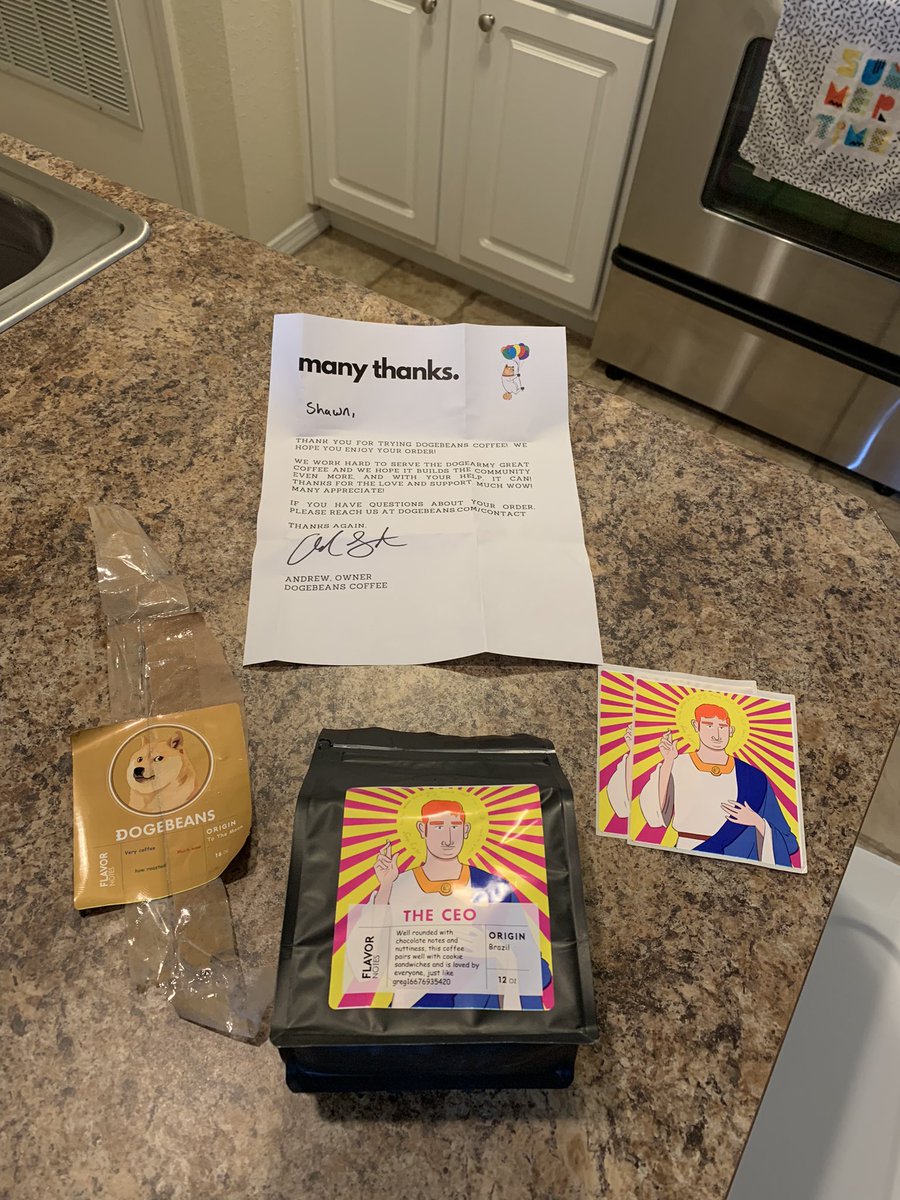 SUM
MER
TIME
many thanks.
Shawn,
THANK YOU FOR TRYING DOGEBEANS COFFEE! WE
HOPE YOU ENJOY YOUR ORDER!
WE WORK HARD TO SERVE THE DOGEARMY GREAT
COFFEE AND WE HOPE IT BUILDS THE COMMUNITY
EVEN MORE. AND WITH YOUR HELP, IT CAN!
THANKS FOR THE LOVE AND SUPPORT. MUCH WOW!
MANY APPRECIATE!
IF YOU HAVE QUESTIONS ABOUT YOUR ORDER.
PLEASE REACH US AT DOGEBEANS.COM/CONTACT
THANKS AGAIN.
ANDREW, OWNER
DOGEBEANS COFFEE
ÐOGEBEANS
FLAVOR
NOTES
Very coffee
Much wow
how roasted
ORIGIN
To The Moon
16 oz
THE CEO
FLAVOR
NOTES
Well rounded with
chocolate notes and
nuttiness, this coffee
pairs well with cookie
sandwiches and is loved by
everyone, just like
greg16676935420
ORIGIN
Brazil
12 OZ